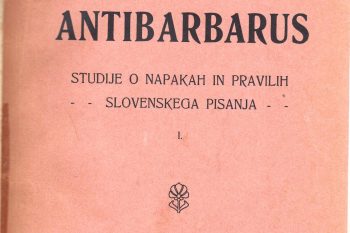 ANTIBARBARUS
STUDIJE O NAPAKAH IN PRAVILIH
- - SLOVENSKEGA PISANJA - -
I.